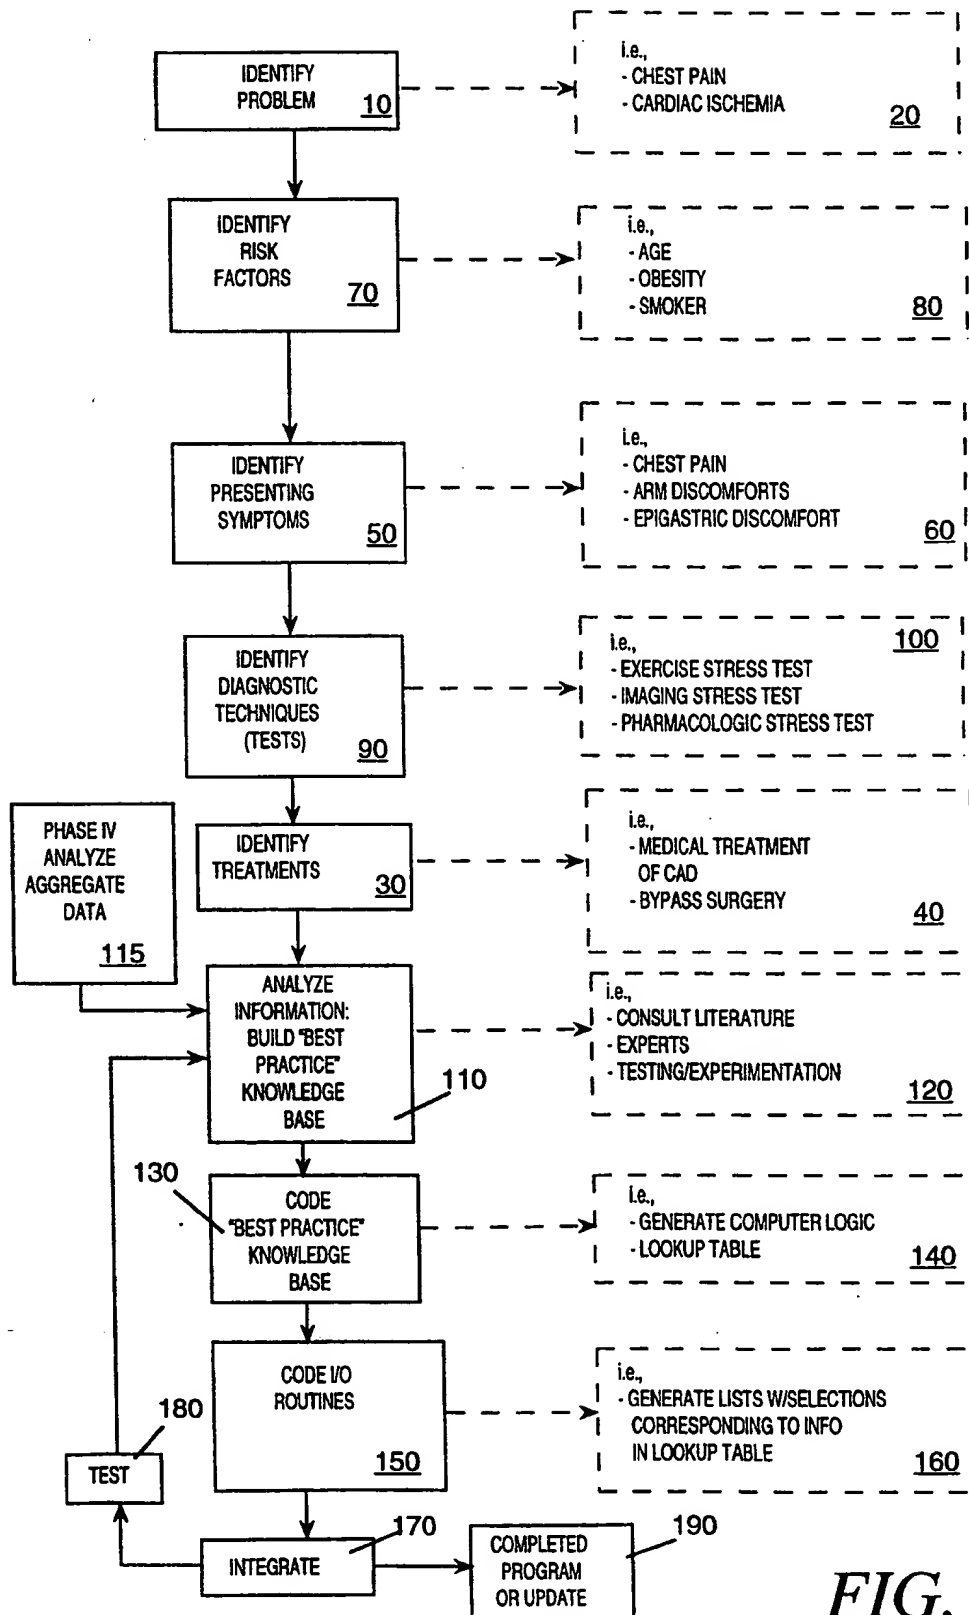 IDENTIFY
PROBLEM
10
i.e.,
- CHEST PAIN
- CARDIAC ISCHEMIA
20
IDENTIFY
RISK
FACTORS
70
i.e.,
- AGE
- OBESITY
- SMOKER
80
IDENTIFY
PRESENTING
SYMPTOMS
50
i.e.,
- CHEST PAIN
- ARM DISCOMFORTS
- EPIGASTRIC DISCOMFORT
60
IDENTIFY
DIAGNOSTIC
TECHNIQUES
(TESTS)
90
100
i.e.,
- EXERCISE STRESS TEST
- IMAGING STRESS TEST
- PHARMACOLOGIC STRESS TEST
PHASE IV
ANALYZE
AGGREGATE
DATA
115
IDENTIFY
TREATMENTS
30
i.e.,
- MEDICAL TREATMENT
OF CAD
- BYPASS SURGERY
40
ANALYZE
INFORMATION:
BUILD "BEST
PRACTICE"
KNOWLEDGE
BASE
110
i.e.,
- CONSULT LITERATURE
- EXPERTS
- TESTING/EXPERIMENTATION
120
130
CODE
"BEST PRACTICE"
KNOWLEDGE
BASE
i.e.,
- GENERATE COMPUTER LOGIC
- LOOKUP TABLE
140
CODE I/O
ROUTINES
150
i.e.,
- GENERATE LISTS W/SELECTIONS
CORRESPONDING TO INFO
IN LOOKUP TABLE
160
180
TEST
170
INTEGRATE
190
COMPLETED
PROGRAM
OR UPDATE
FIG.